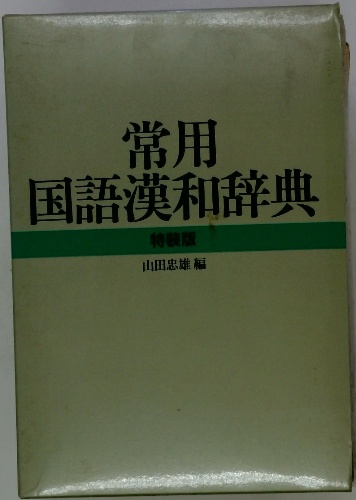 常用
国語漢和辞典
特装版
山田忠雄編